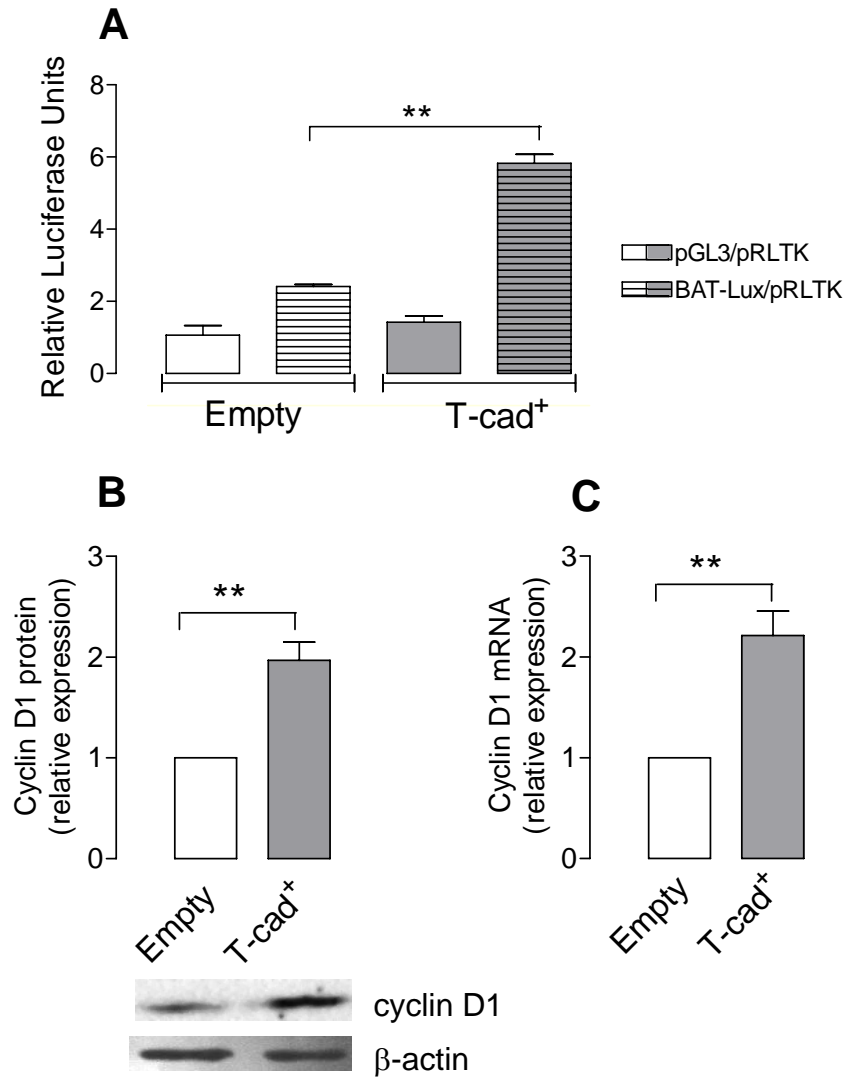 A
Relative Luciferase Units
8
6
4
2
0
**
Empty
T-cad⁺
pGL3/pRLTK
BAT-Lux/pRLTK
B
Cyclin D1 protein
(relative expression)
3
2
1
0
**
Empty
T-cad⁺
cyclin D1
β-actin
C
Cyclin D1 mRNA
(relative expression)
3
2
1
0
**
Empty
T-cad⁺